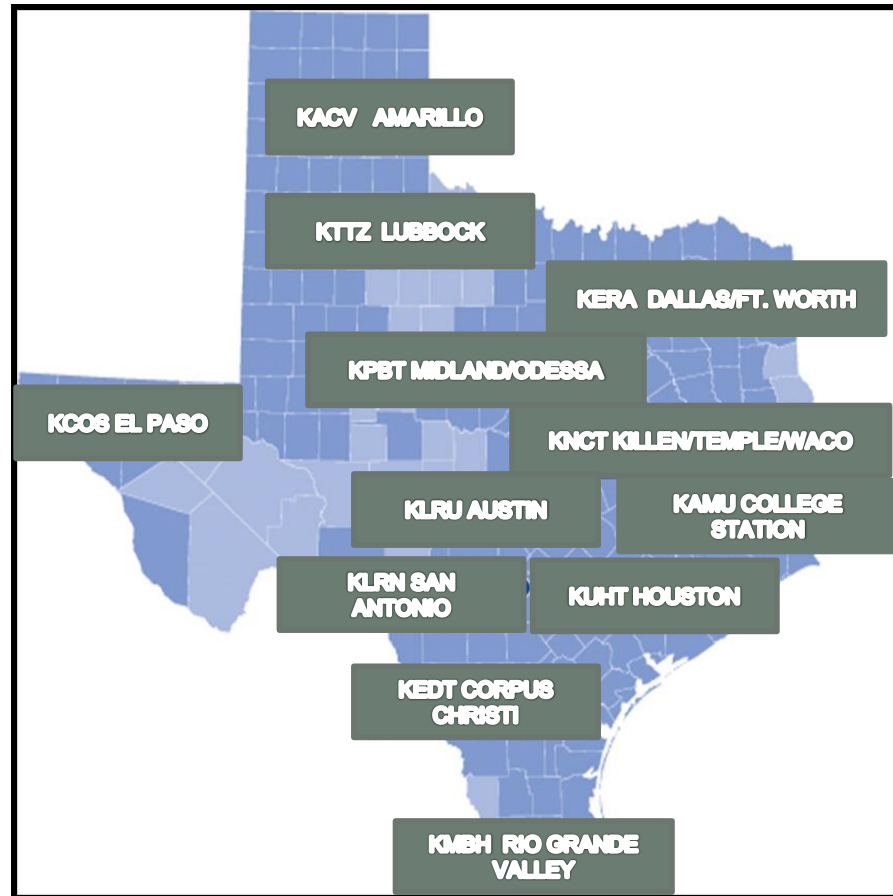 KACV AMARILLO
KTTZ LUBBOCK
KERA DALLAS/FT. WORTH
KPBT MIDLAND/ODESSA
KCOS EL PASO
KNCT KILLEN/TEMPLE/WACO
KLRU AUSTIN
KAMU COLLEGE
STATION
KLRN SAN
ANTONIO
KUHT HOUSTON
KEDT CORPUS
CHRISTI
KMBH RIO GRANDE
VALLEY